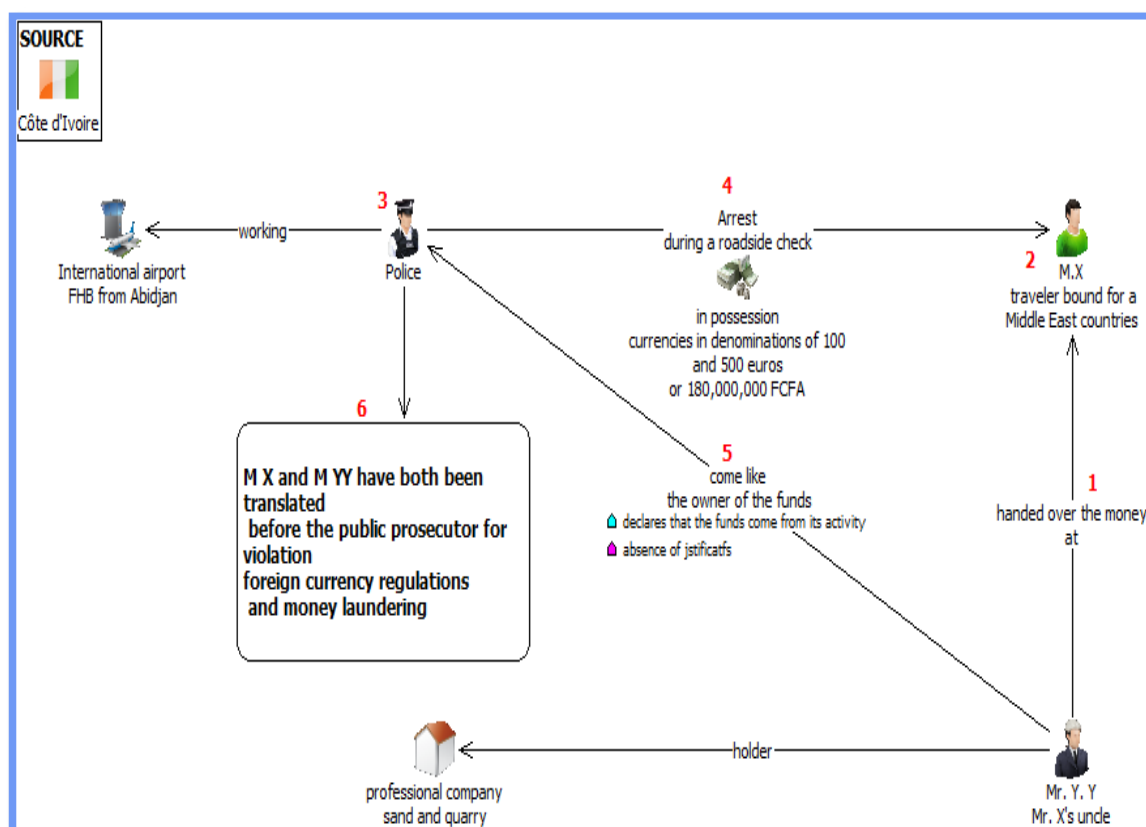 SOURCE
Côte d'Ivoire
3
4
working
Arrest
during a roadside check
International airport
FHB from Abidjan
Police
2
M.X
traveler bound for a
Middle East countries
in possession
currencies in denominations of 100
and 500 euros
or 180,000,000 FCFA
6
M X and M YY have both been
translated
before the public prosecutor for
violation
foreign currency regulations
and money laundering
5
come like
the owner of the funds
declares that the funds come from its activity
absence of jstificatfs
1
handed over the money
at
holder
professional company
sand and quarry
Mr. Y. Y
Mr. X's uncle